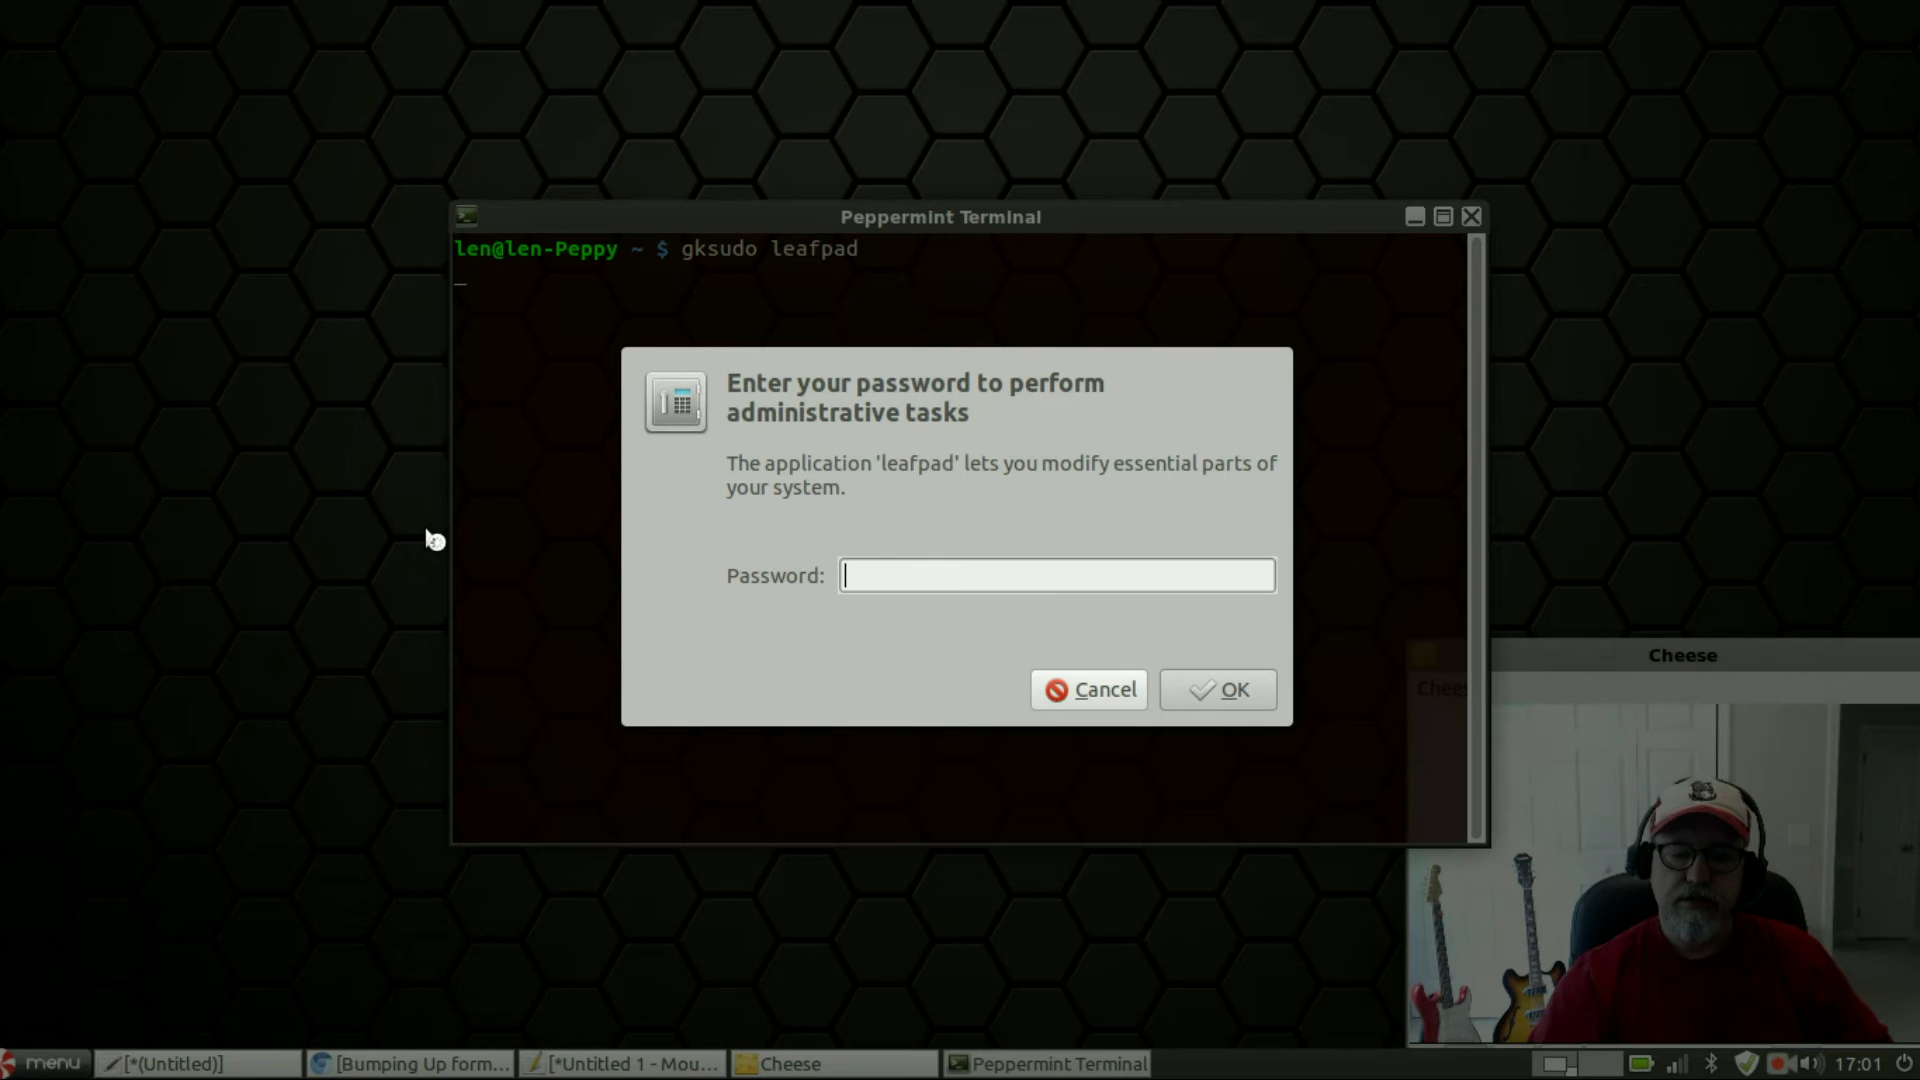 Peppermint Terminal
len@len-Peppy ~ $ gksudo leafpad
Enter your password to perform
administrative tasks
The application 'leafpad' lets you modify essential parts of
your system.
Password:
Cancel
OK
Cheese
Chees
menu
[*(Untitled)]
[Bumping Up form...
[*Untitled 1 - Mou...
Cheese
Peppermint Terminal
17:01